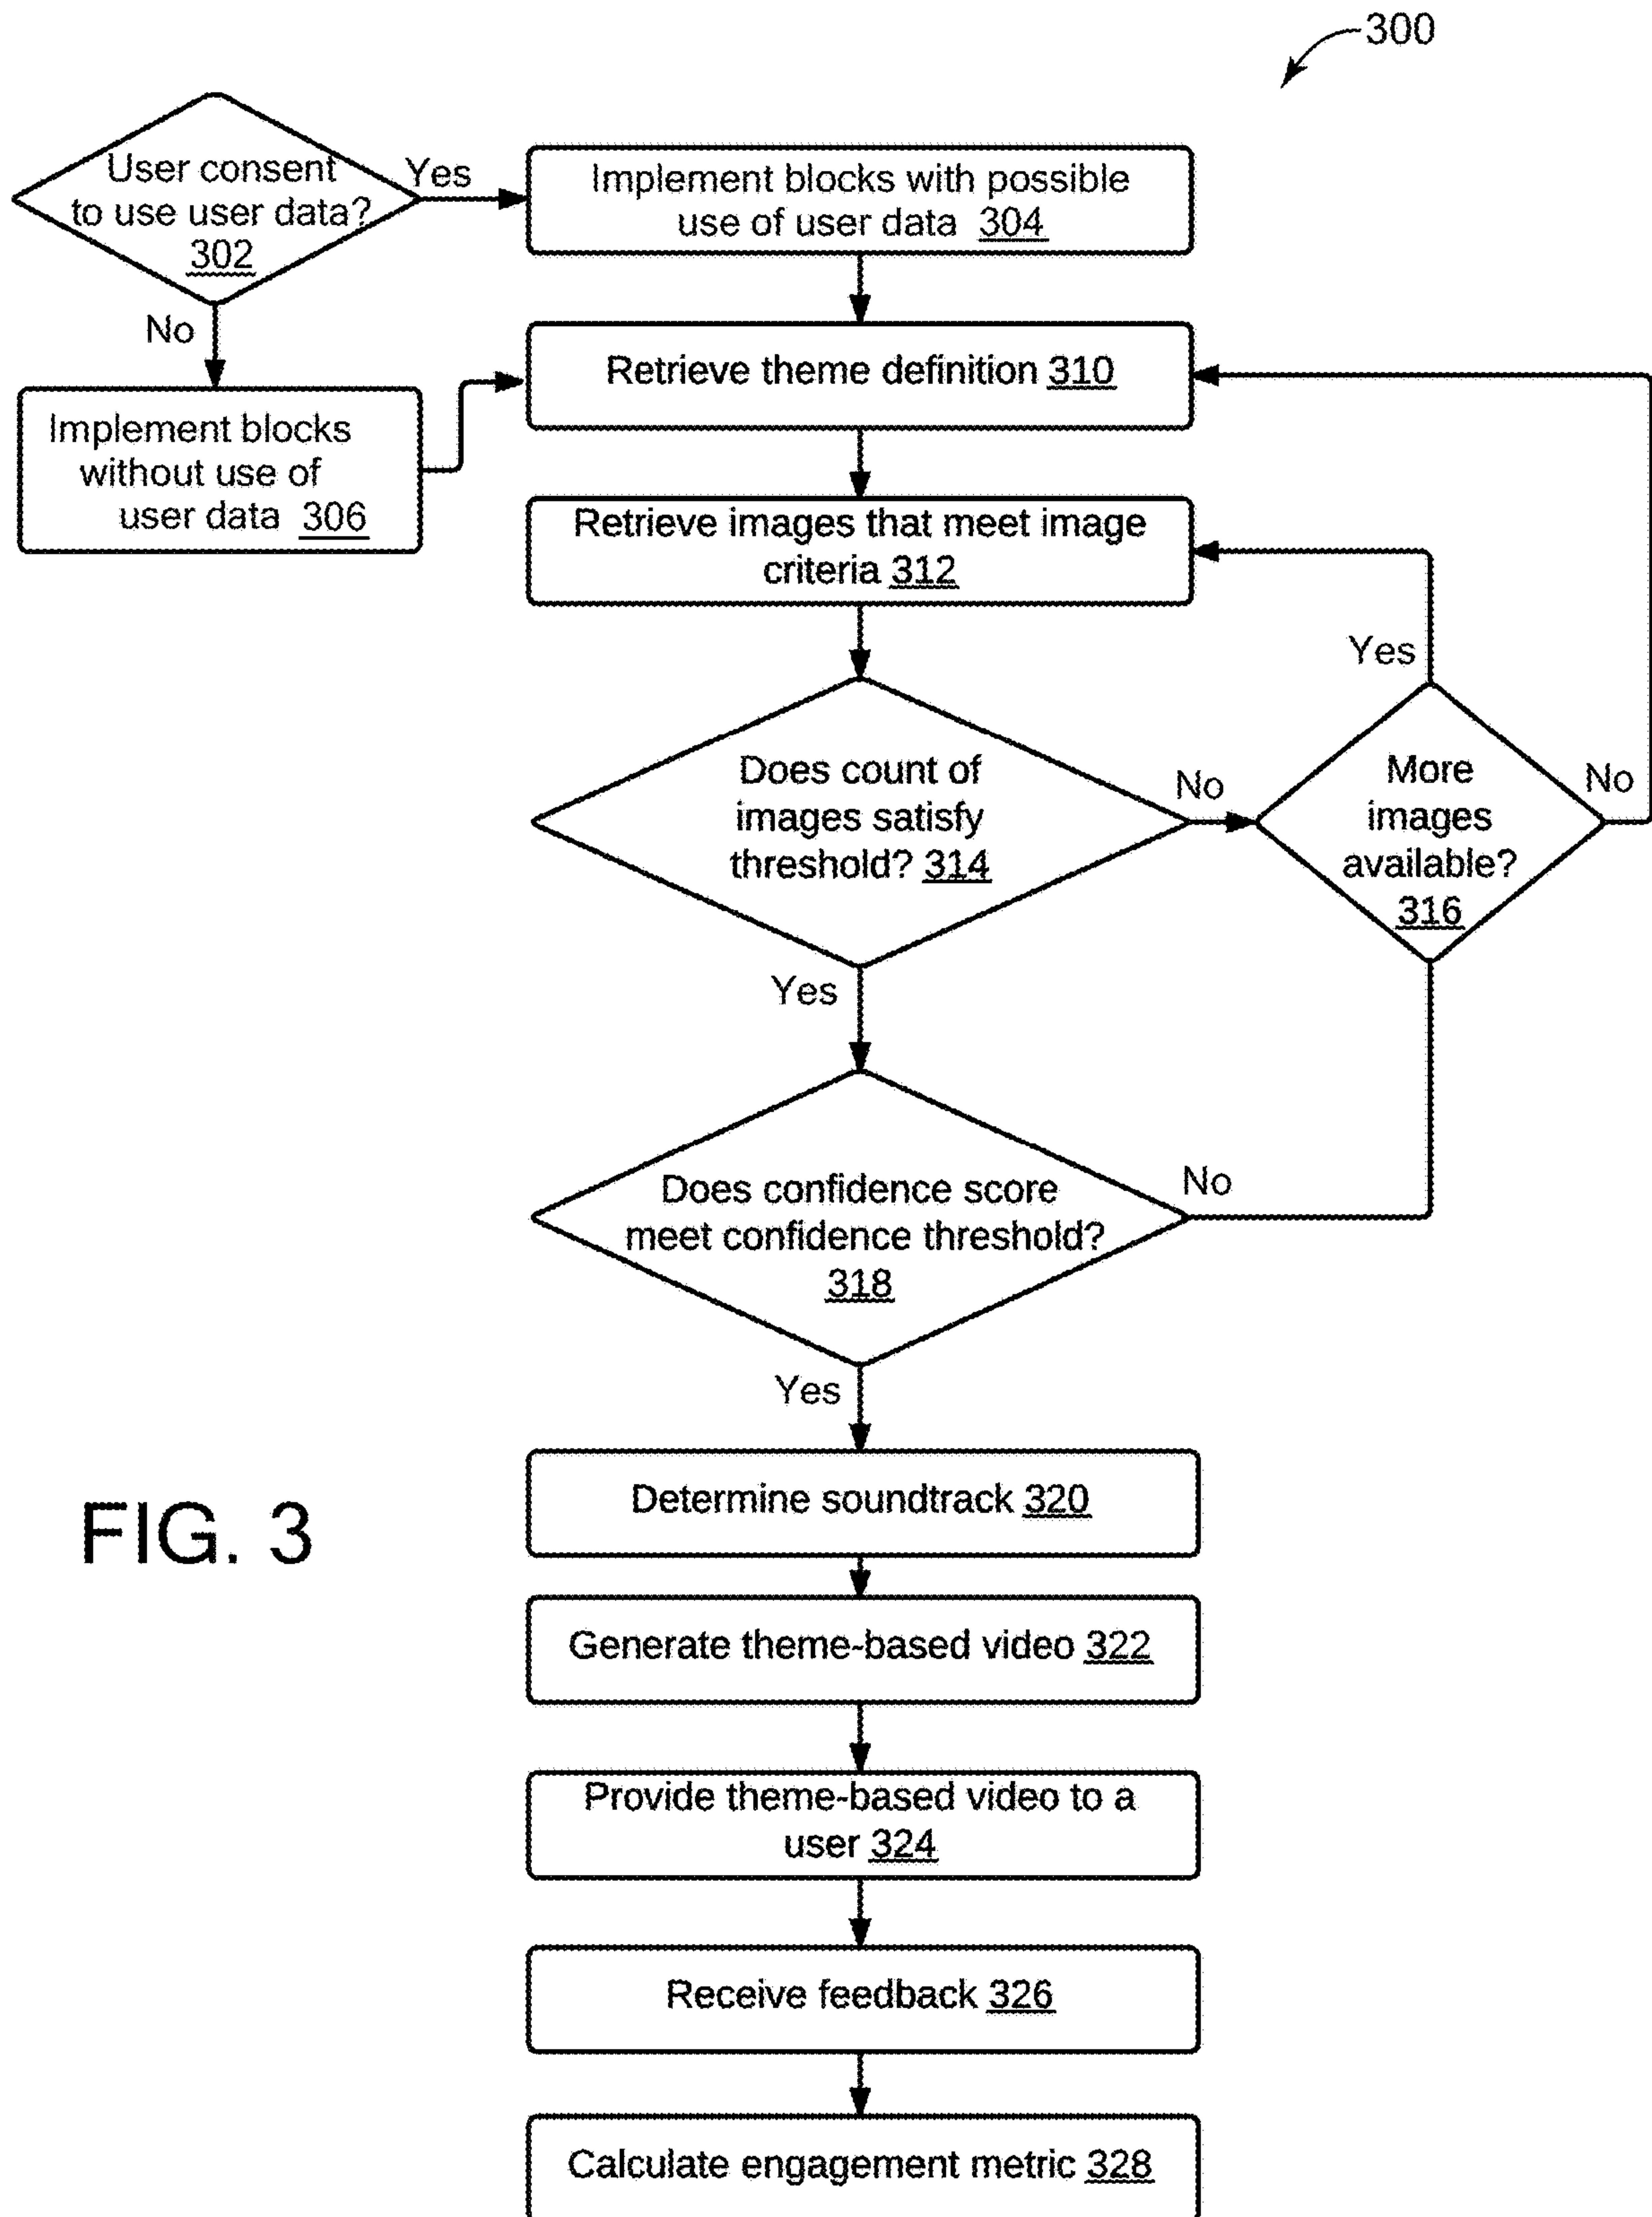 300
User consent
to use user data?
302
Yes
Implement blocks with possible
use of user data 304
No
Implement blocks
without use of
user data 306
Retrieve theme definition 310
Retrieve images that meet image
criteria 312
Yes
Does count of
images satisfy
threshold? 314
No
More
images
available?
316
No
Yes
Does confidence score
meet confidence threshold?
318
No
Yes
Determine soundtrack 320
FIG. 3
Generate theme-based video 322
Provide theme-based video to a
user 324
Receive feedback 326
Calculate engagement metric 328